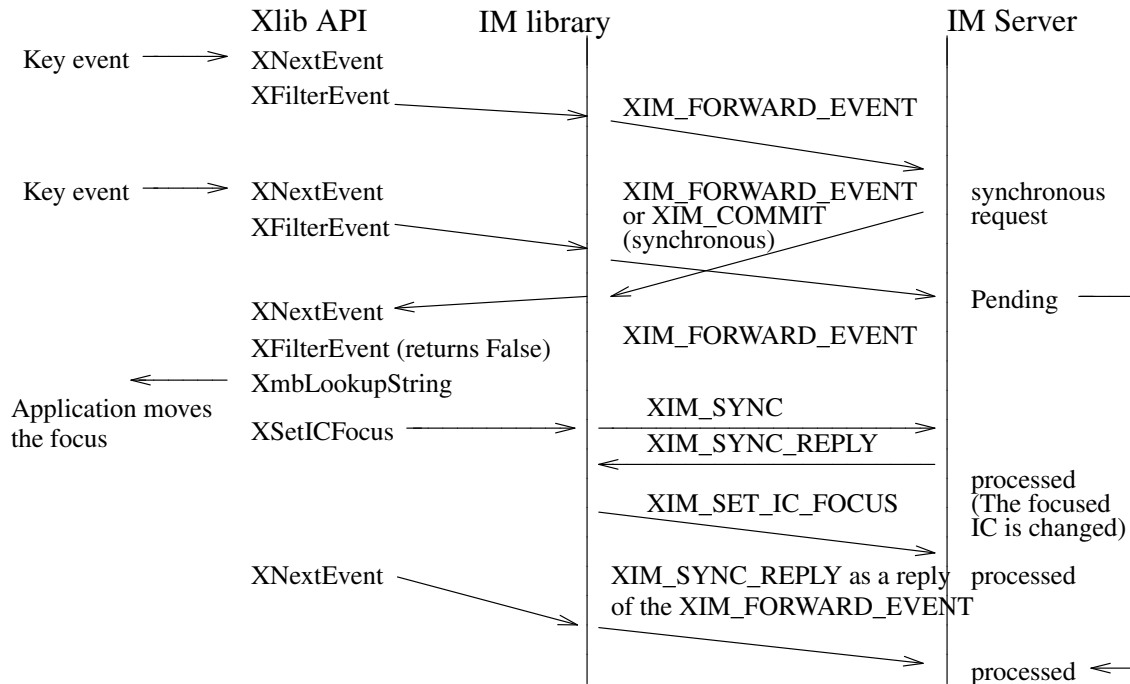 Xlib API
IM library
IM Server
Key event
XNextEvent
XFilterEvent
XIM_FORWARD_EVENT
Key event
XNextEvent
XFilterEvent
XIM_FORWARD_EVENT
or XIM_COMMIT
(synchronous)
synchronous
request
XNextEvent
Pending
XFilterEvent (returns False)
XIM_FORWARD_EVENT
XmbLookupString
Application moves
the focus
XSetICFocus
XIM_SYNC
XIM_SYNC_REPLY
processed
(The focused
IC is changed)
XIM_SET_IC_FOCUS
XNextEvent
XIM_SYNC_REPLY as a reply
of the XIM_FORWARD_EVENT
processed
processed